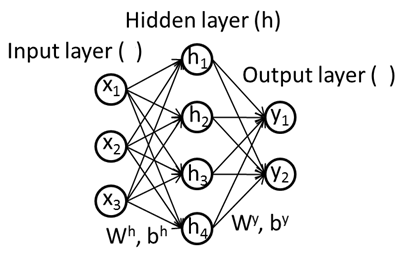 Hidden layer (h)
Input layer ( )
Output layer ( )
x1
x2
x3
h1
h2
h3
h4
y1
y2
Wh, bh
Wy, by